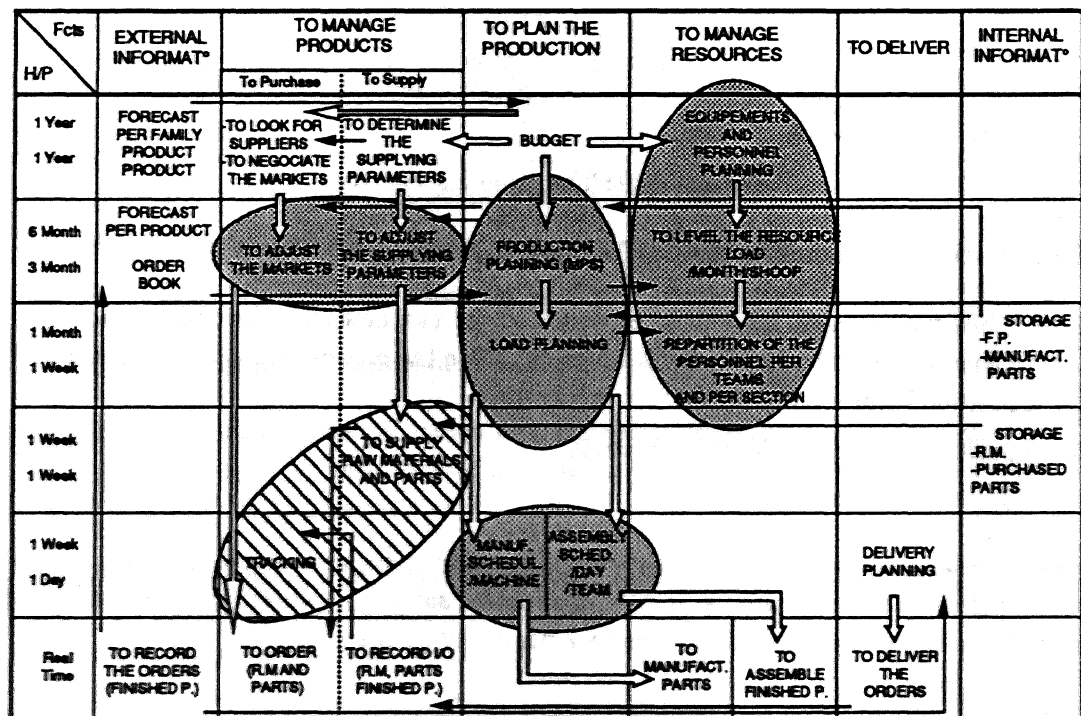 Fcts
H/P
EXTERNAL
INFORMAT°
TO MANAGE
PRODUCTS
To Purchase
To Supply
TO PLAN THE
PRODUCTION
TO MANAGE
RESOURCES
TO DELIVER
INTERNAL
INFORMAT°
1 Year
1 Year
FORECAST
PER FAMILY
PRODUCT
PRODUCT
-TO LOOK FOR
SUPPLIERS
-TO NEGOCIATE
THE MARKETS
TO DETERMINE
THE
SUPPLYING
PARAMETERS
BUDGET
EQUIPEMENTS
AND
PERSONNEL
PLANNING
6 Month
3 Month
FORECAST
PER PRODUCT
ORDER
BOOK
TO ADJUST
THE MARKETS
TO ADJUST
THE SUPPLYING
PARAMETERS
PRODUCTION
PLANNING (MPS)
TO LEVEL THE RESOURCE
LOAD
/MONTH/SHOOP
1 Month
1 Week
LOAD PLANNING
REPARTITION OF THE
PERSONNEL PER
TEAMS
AND PER SECTION
STORAGE
-F.P.
-MANUFACT.
PARTS
1 Week
1 Week
TO SUPPLY
RAW MATERIALS
AND PARTS
STORAGE
-R.M.
-PURCHASED
PARTS
1 Week
1 Day
TRACKING
MANUF.
SCHEDUL
/MACHINE
ASSEMBLY
SCHED
/DAY
/TEAM
DELIVERY
PLANNING
Real
Time
TO RECORD
THE ORDERS
(FINISHED P.)
TO ORDER
(R.M AND
PARTS)
TO RECORD I/O
(R.M, PARTS
FINISHED P.)
TO
MANUFACT.
PARTS
TO
ASSEMBLE
FINISHED P.
TO DELIVER
THE
ORDERS